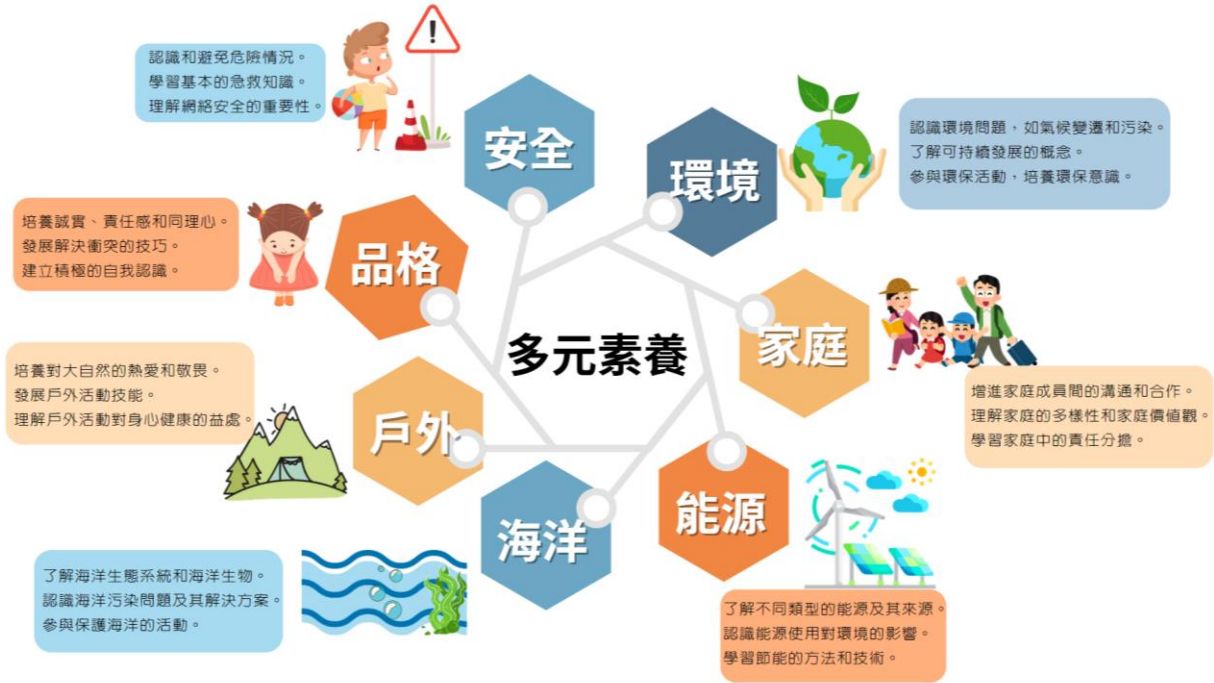 認識和避免危險情況。
學習基本的急救知識。
理解網絡安全的重要性。
安全
環境
認識環境問題，如氣候變遷和污染。
了解可持續發展的概念。
參與環保活動，培養環保意識。
培養誠實、責任感和同理心。
發展解決衝突的技巧。
建立積極的自我認識。
品格
多元素養
家庭
增進家庭成員間的溝通和合作。
理解家庭的多樣性和家庭價值觀。
學習家庭中的責任分擔。
培養對大自然的熱愛和敬畏。
發展戶外活動技能。
理解戶外活動對身心健康的益處。
戶外
海洋
能源
了解海洋生態系統和海洋生物。
認識海洋污染問題及其解決方案。
參與保護海洋的活動。
了解不同類型的能源及其來源。
認識能源使用對環境的影響。
學習節能的方法和技術。